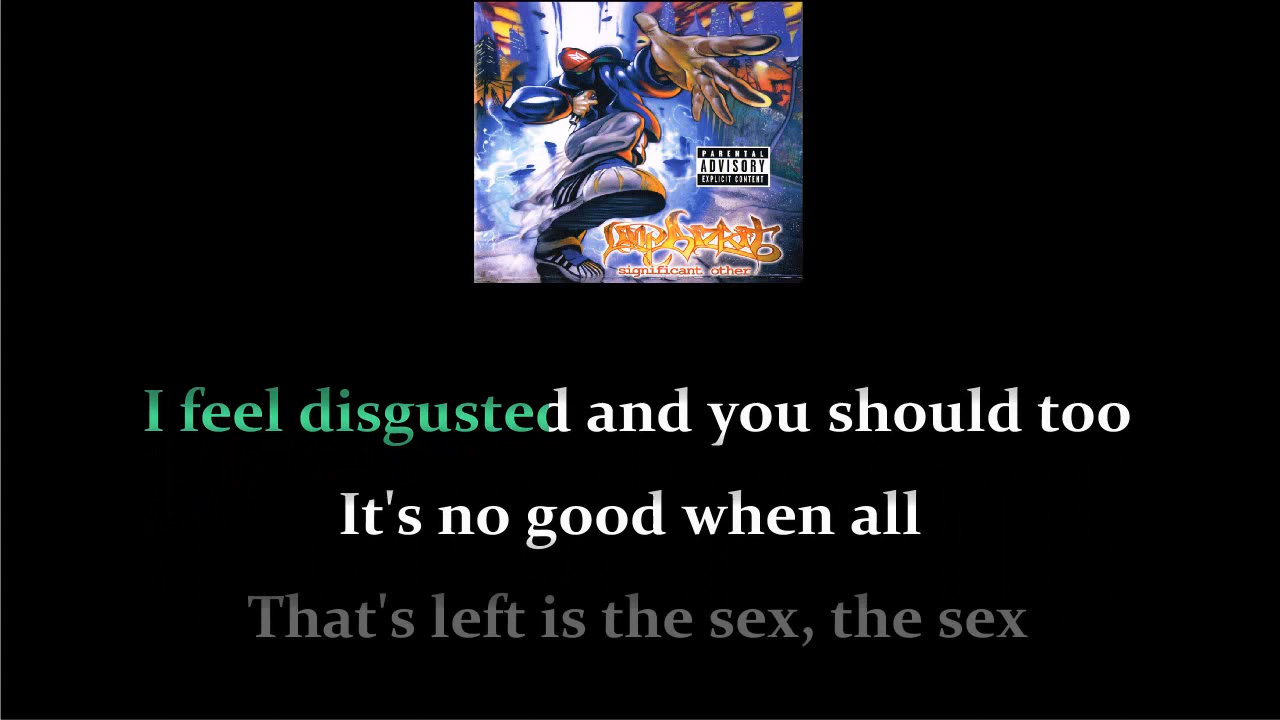 PARENTAL
ADVISORY
EXPLICIT CONTENT
limpbizkit
significant other
I feel disgusted and you should too
It's no good when all
That's left is the sex, the sex